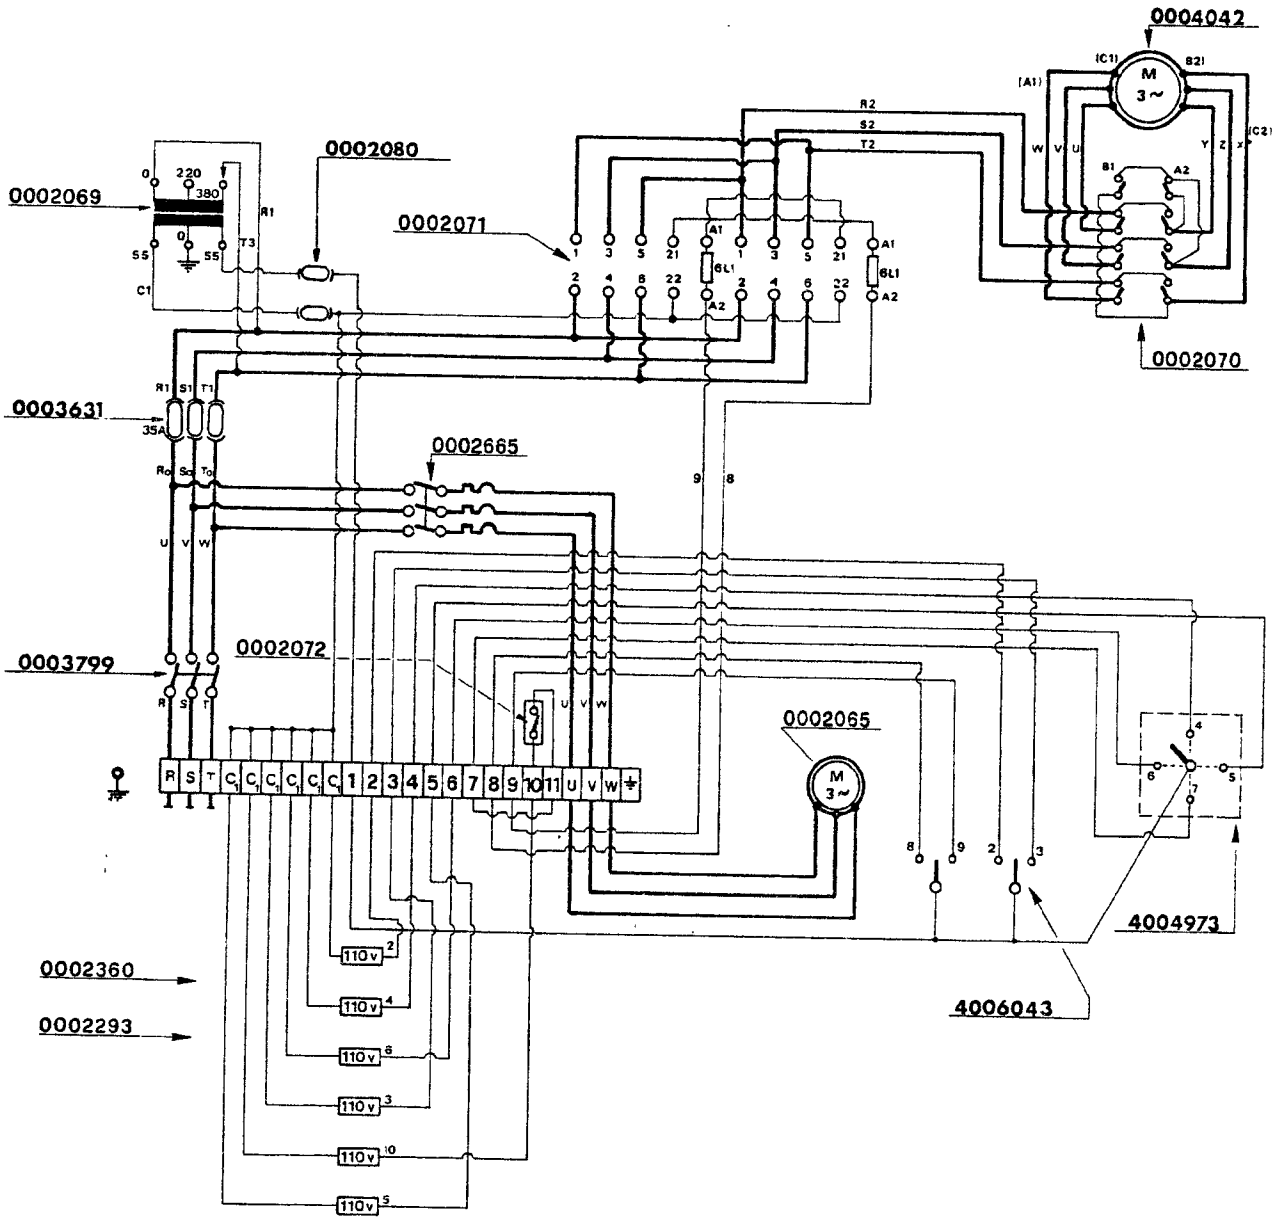 0004042
(C1)
B2)
M
3~
(A1)
R2
S2
T2
(C2)
W
V
U
Y
Z
X
B1
A2
0002070
0002080
0
220
380
0002069
R1
T3
55
0
55
C1
0002071
A1
A1
1
3
5
21
1
3
5
21
6L1
6L1
2
4
6
22
2
4
6
22
A2
A2
R1
S1
T1
0003631
35A
0002665
Ro
So
To
9
8
U
V
W
0002072
0003799
U
V
W
R
S
T
0002065
M
3~
4
6
5
7
R S T C1 C1 C1 C1 C1 C1 1 2 3 4 5 6 7 8 9 10 11 U V W
8
9
2
3
4004973
4006043
0002360
0002293
110v 2
110v 4
110v 6
110v 3
110v 10
110v 5